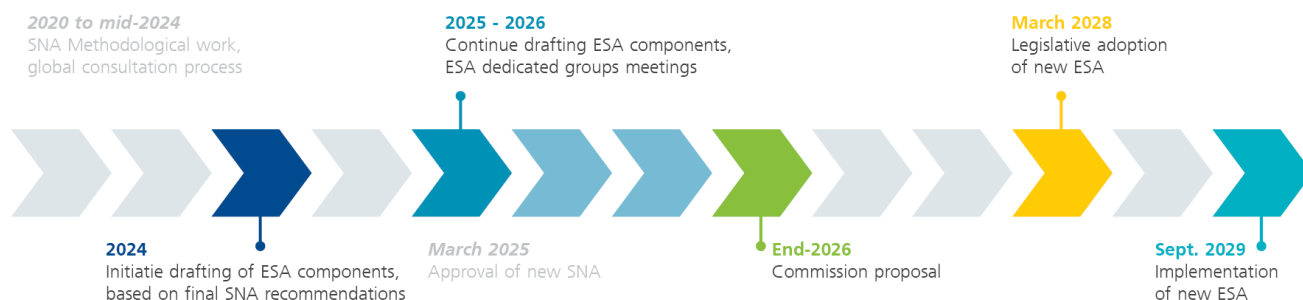 2020 to mid-2024
SNA Methodological work,
global consultation process
2025 - 2026
Continue drafting ESA components,
ESA dedicated groups meetings
March 2028
Legislative adoption
of new ESA
2024
Initiatie drafting of ESA components,
based on final SNA recommendations
March 2025
Approval of new SNA
End-2026
Commission proposal
Sept. 2029
Implementation
of new ESA